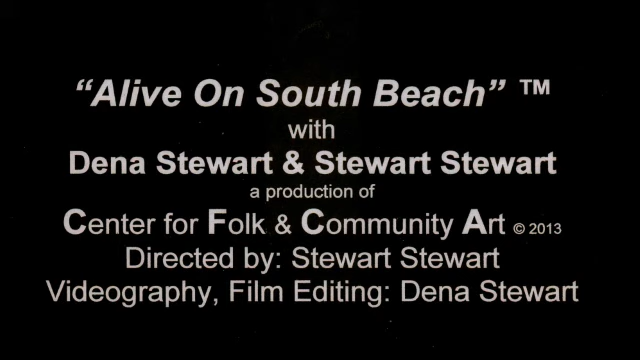 “Alive On South Beach” ™
with
Dena Stewart & Stewart Stewart
a production of
Center for Folk & Community Art © 2013
Directed by: Stewart Stewart
Videography, Film Editing: Dena Stewart